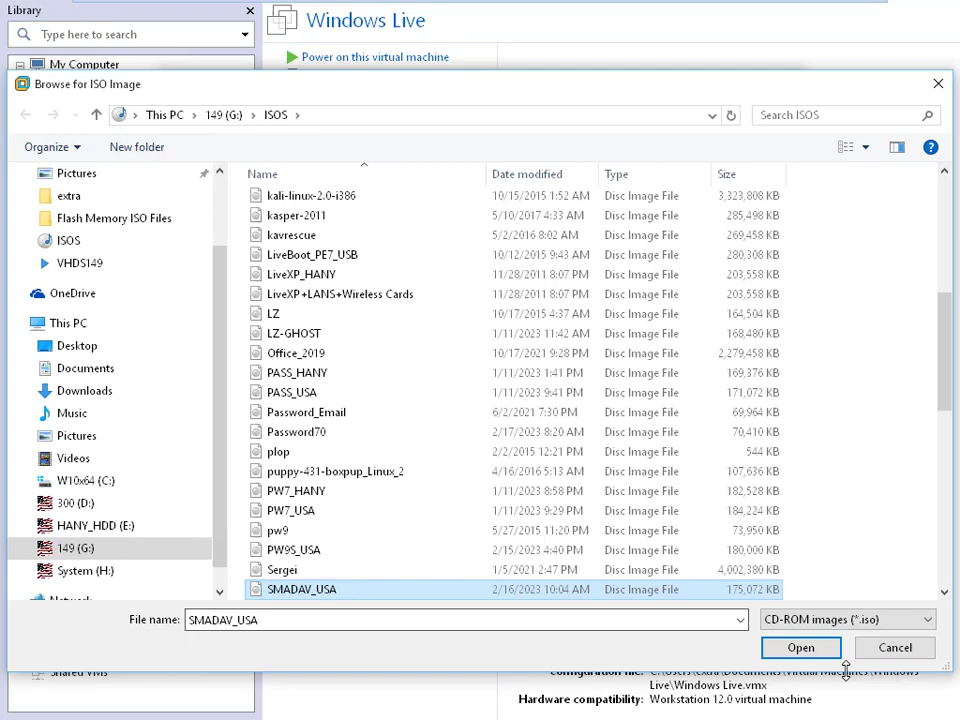 Library
Windows Live
Type here to search
My Computer
Power on this virtual machine
Browse for ISO Image
This PC > 149 (G:) > ISOS >
Search ISOS
Organize
New folder
Pictures
extra
Flash Memory ISO Files
ISOS
VHDS149
OneDrive
This PC
Desktop
Documents
Downloads
Music
Pictures
Videos
W10x64 (C:)
300 (D:)
HANY_HDD (E:)
149 (G:)
System (H:)
Network
Name Date modified Type Size
kali-linux-2.0-i386 10/15/2015 1:52 AM Disc Image File 3,323,808 KB
kasper-2011 5/10/2017 4:33 AM Disc Image File 285,498 KB
kavrescue 5/2/2016 8:02 AM Disc Image File 269,458 KB
LiveBoot_PE7_USB 10/12/2015 9:43 AM Disc Image File 280,308 KB
LiveXP_HANY 11/28/2011 8:07 PM Disc Image File 203,558 KB
LiveXP+LANS+Wireless Cards 11/28/2011 8:07 PM Disc Image File 203,558 KB
LZ 10/17/2015 4:37 AM Disc Image File 164,504 KB
LZ-GHOST 1/11/2023 11:42 AM Disc Image File 168,480 KB
Office_2019 10/17/2021 9:28 PM Disc Image File 2,279,458 KB
PASS_HANY 1/11/2023 1:41 PM Disc Image File 169,376 KB
PASS_USA 1/11/2023 9:41 PM Disc Image File 171,072 KB
Password_Email 6/2/2021 7:30 PM Disc Image File 69,964 KB
Password70 2/17/2023 8:20 AM Disc Image File 70,410 KB
plop 2/2/2015 12:21 PM Disc Image File 544 KB
puppy-431-boxpup_Linux_2 4/16/2016 5:13 AM Disc Image File 107,636 KB
PW7_HANY 1/11/2023 8:58 PM Disc Image File 182,528 KB
PW7_USA 1/11/2023 9:29 PM Disc Image File 184,224 KB
pw9 5/27/2015 11:20 PM Disc Image File 73,950 KB
PW9S_USA 2/15/2023 4:40 PM Disc Image File 180,000 KB
Sergei 1/5/2021 2:47 PM Disc Image File 4,002,380 KB
SMADAV_USA 2/16/2023 10:04 AM Disc Image File 175,072 KB
File name: SMADAV_USA
CD-ROM images (*.iso)
Open
Cancel
Shared VMs
Configuration file: C:\Users\Extra\Documents\Virtual Machines\Windows
Live\Windows Live.vmx
Hardware compatibility: Workstation 12.0 virtual machine